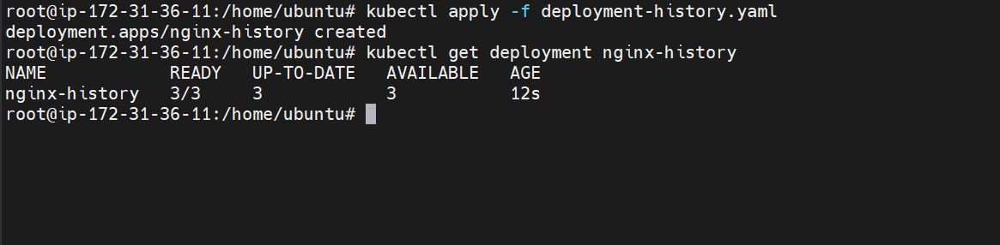 root@ip-172-31-36-11:/home/ubuntu# kubectl apply -f deployment-history.yaml
deployment.apps/nginx-history created
root@ip-172-31-36-11:/home/ubuntu# kubectl get deployment nginx-history
NAME            READY   UP-TO-DATE   AVAILABLE   AGE
nginx-history   3/3     3            3           12s
root@ip-172-31-36-11:/home/ubuntu#